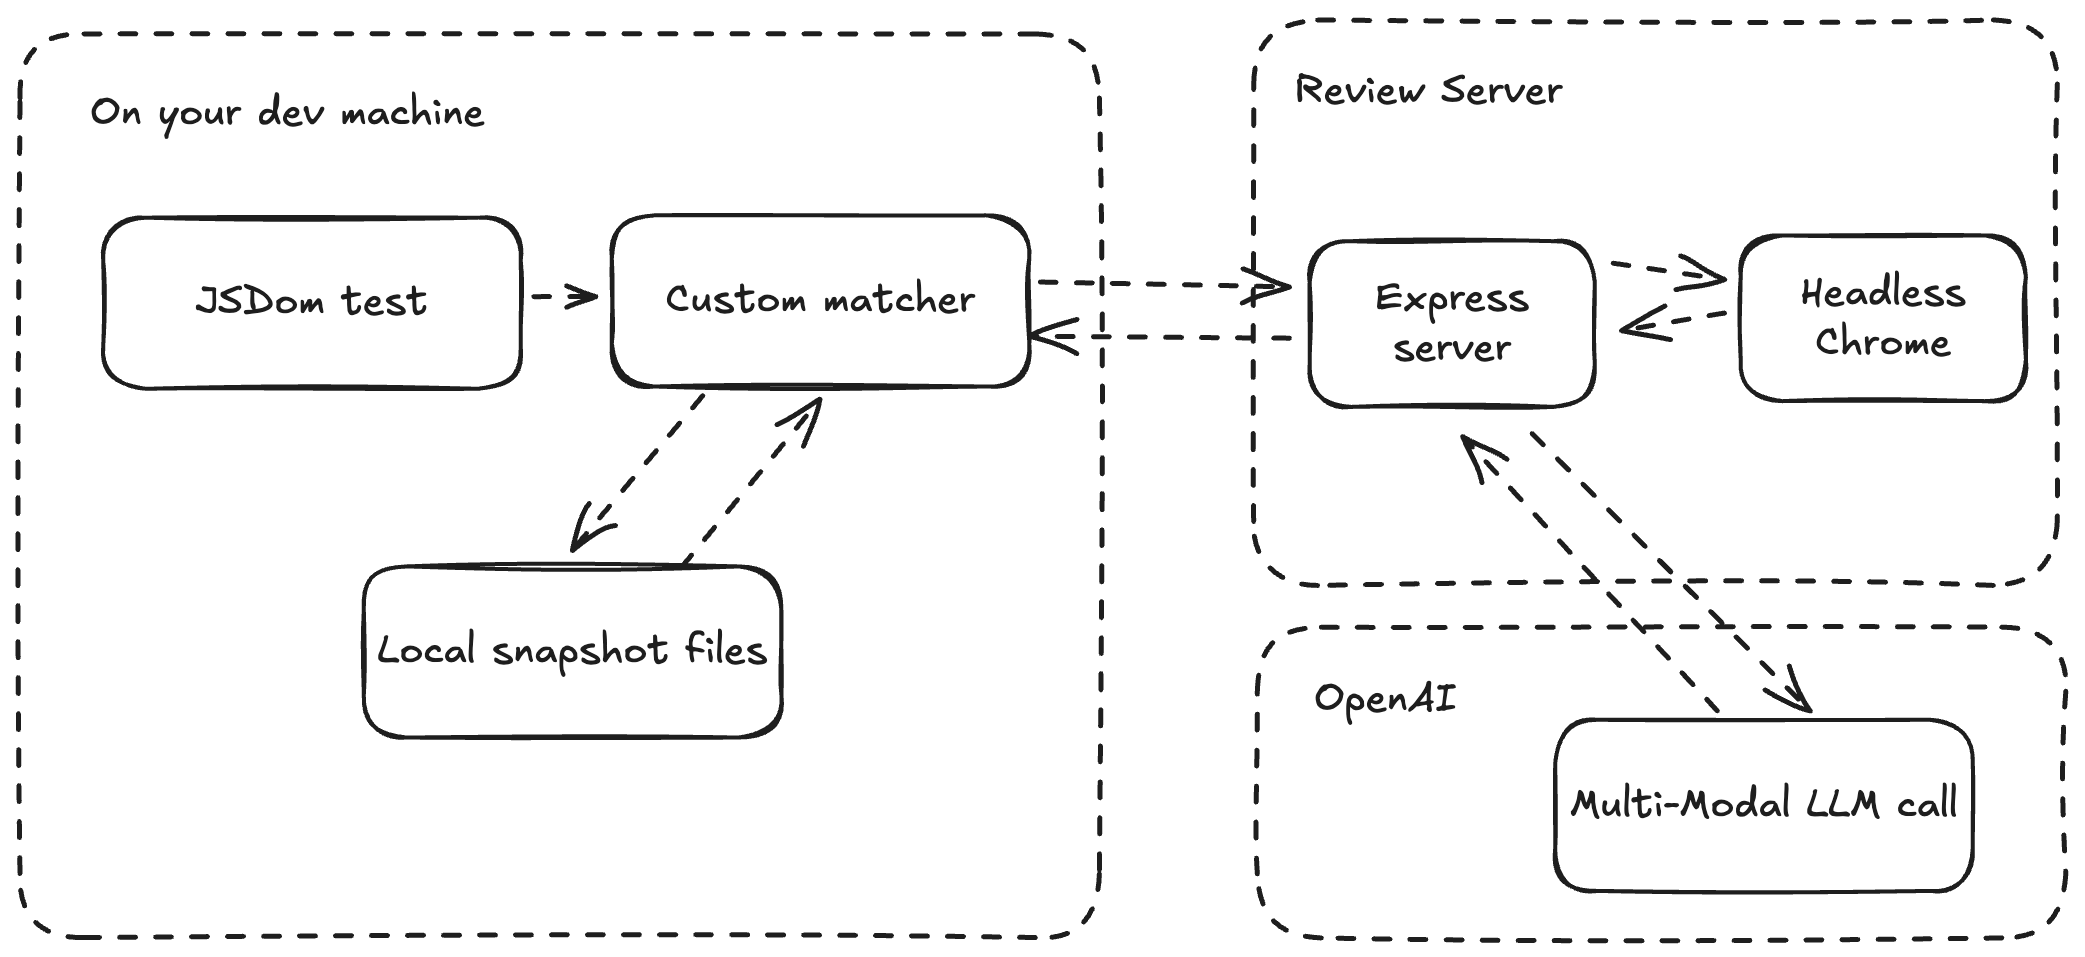 On your dev machine
JSDom test
Custom matcher
Local snapshot files
Review Server
Express
server
Headless
Chrome
OpenAI
Multi-Modal LLM call